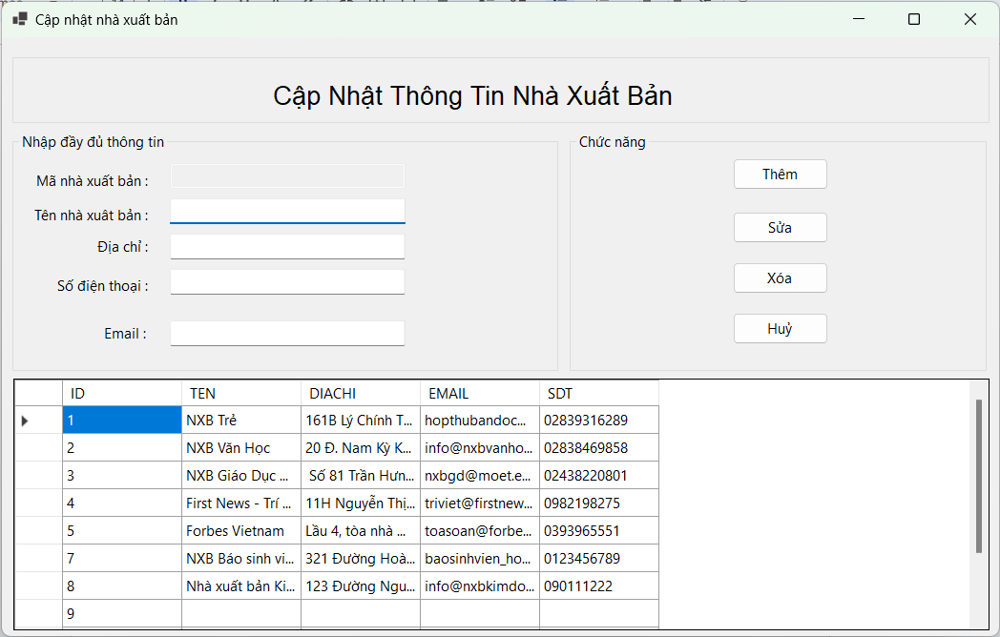 Cập nhật nhà xuất bản
Cập Nhật Thông Tin Nhà Xuất Bản
Nhập đầy đủ thông tin
Mã nhà xuất bản :
Tên nhà xuât bản :
Địa chỉ :
Số điện thoại :
Email :
Chức năng
Thêm
Sửa
Xóa
Huỷ
ID TEN DIACHI EMAIL SDT
1 NXB Trẻ 161B Lý Chính T... hopthubandoc... 02839316289
2 NXB Văn Học 20 Đ. Nam Kỳ K... info@nxbvanho... 02838469858
3 NXB Giáo Dục ... Số 81 Trần Hưn... nxbgd@moet.e... 02438220801
4 First News - Trí ... 11H Nguyễn Thị... triviet@firstnew... 0982198275
5 Forbes Vietnam Lầu 4, tòa nhà ... toasoan@forbe... 0393965551
7 NXB Báo sinh vi... 321 Đường Hoà... baosinhvien_ho... 0123456789
8 Nhà xuất bản Ki... 123 Đường Ngu... info@nxbkimdo... 090111222
9